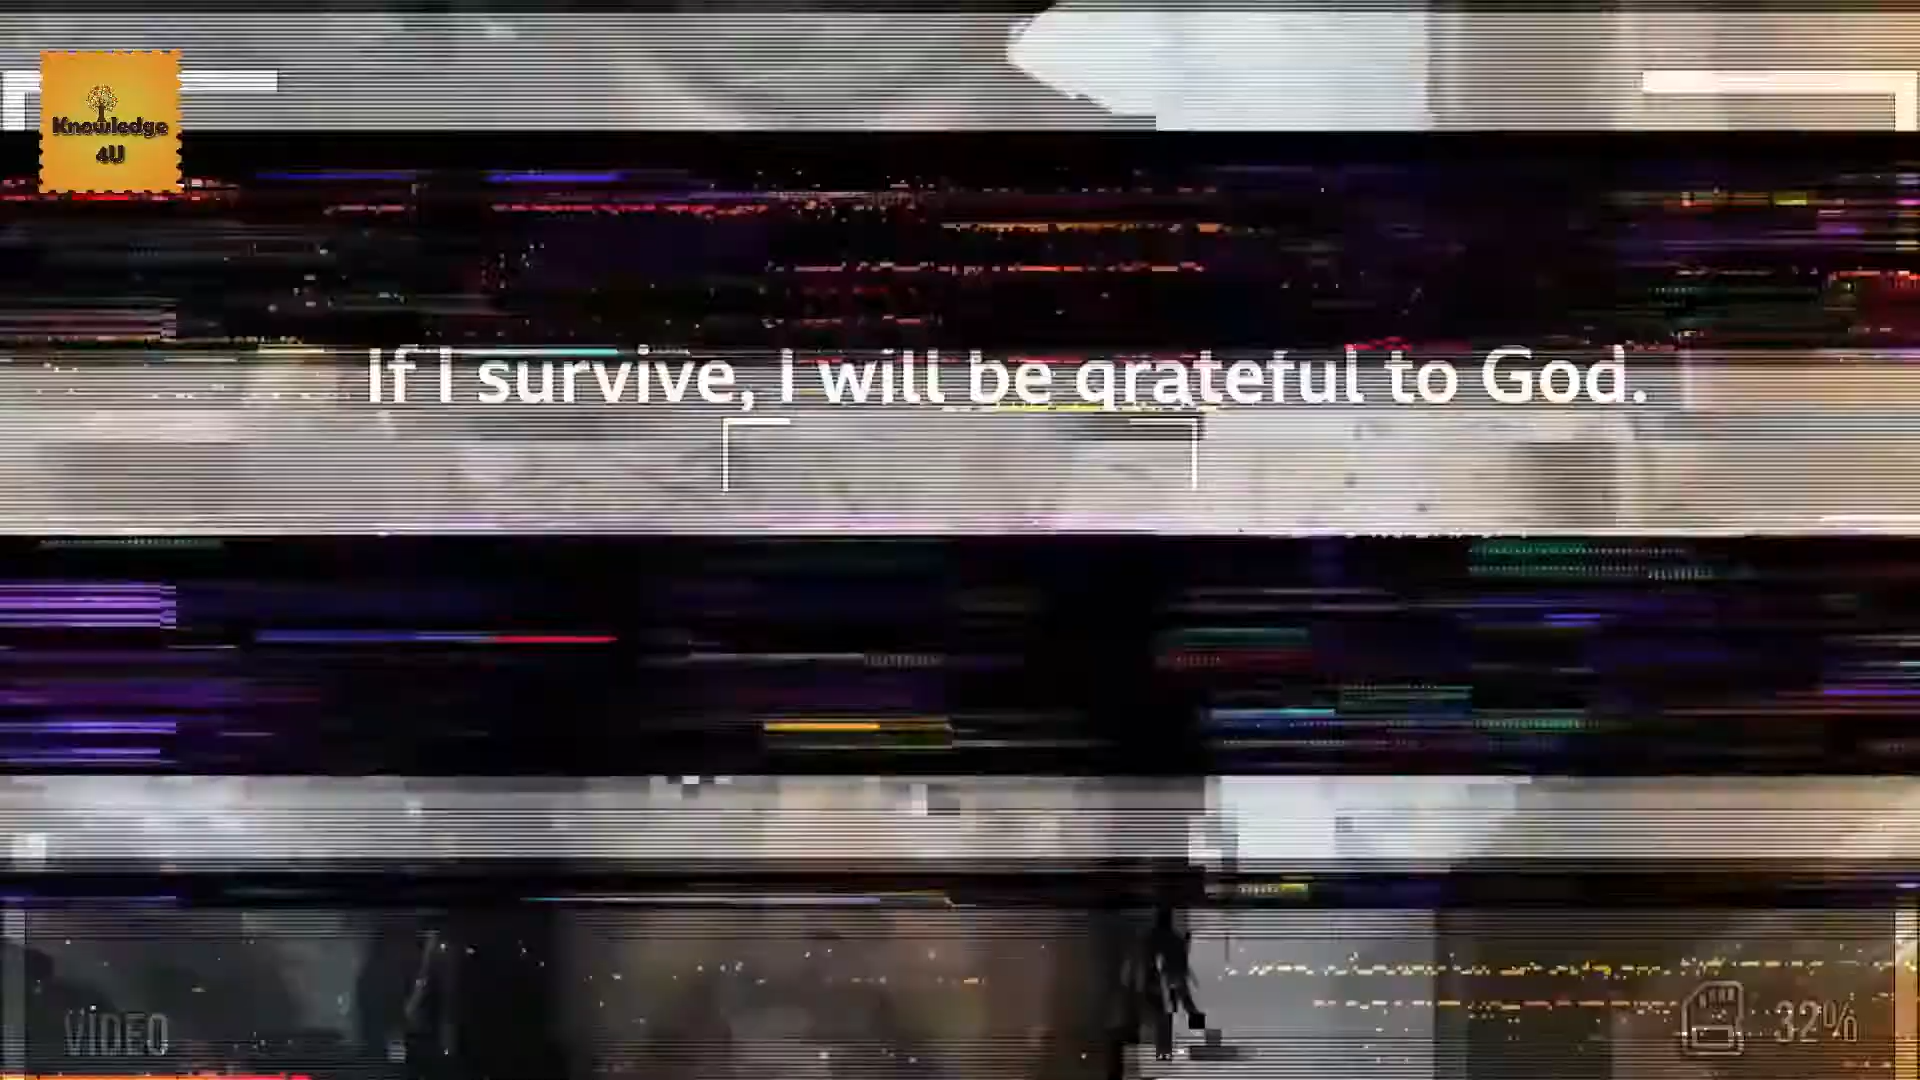 Knowledge
4U
If I survive, I will be grateful to God.
VIDEO
32%